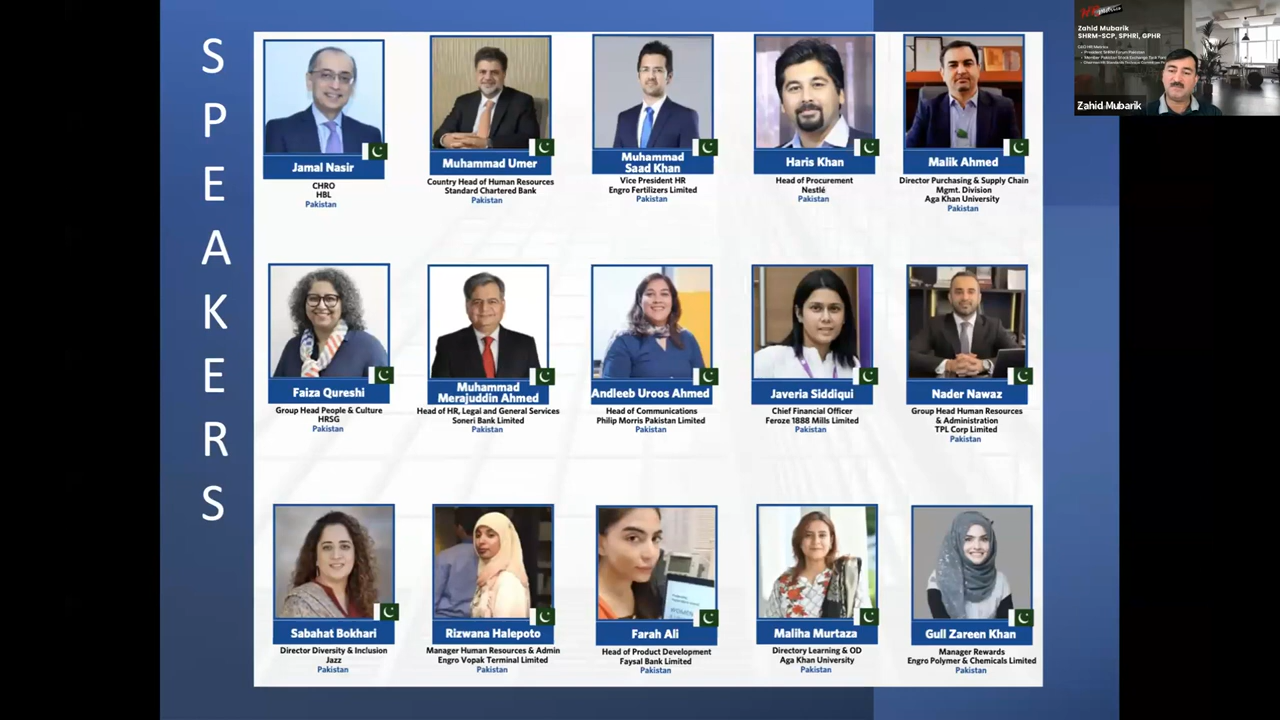 SPEAKERS
Jamal Nasir
CHRO
HBL
Pakistan
Muhammad Umer
Country Head of Human Resources
Standard Chartered Bank
Pakistan
Muhammad
Saad Khan
Vice President HR
Engro Fertilizers Limited
Pakistan
Haris Khan
Head of Procurement
Nestlé
Pakistan
Malik Ahmed
Director Purchasing & Supply Chain
Mgmt. Division
Aga Khan University
Pakistan
Faiza Qureshi
Group Head People & Culture
HRSG
Pakistan
Muhammad
Merajuddin Ahmed
Head of HR, Legal and General Services
Soneri Bank Limited
Pakistan
Andleeb Uroos Ahmed
Head of Communications
Philip Morris Pakistan Limited
Pakistan
Javeria Siddiqui
Chief Financial Officer
Feroze 1888 Mills Limited
Pakistan
Nader Nawaz
Group Head Human Resources
& Administration
TPL Corp Limited
Pakistan
Sabahat Bokhari
Director Diversity & Inclusion
Jazz
Pakistan
Rizwana Halepoto
Manager Human Resources & Admin
Engro Vopak Terminal Limited
Pakistan
Farah Ali
Head of Product Development
Faysal Bank Limited
Pakistan
Maliha Murtaza
Directory Learning & OD
Aga Khan University
Pakistan
Gull Zareen Khan
Manager Rewards
Engro Polymer & Chemicals Limited
Pakistan
Zahid Mubarik
SHRM-SCP, SPHRi, GPHR
CEO HR Metrics
President SHRM Forum Pakistan
Zahid Mubarik